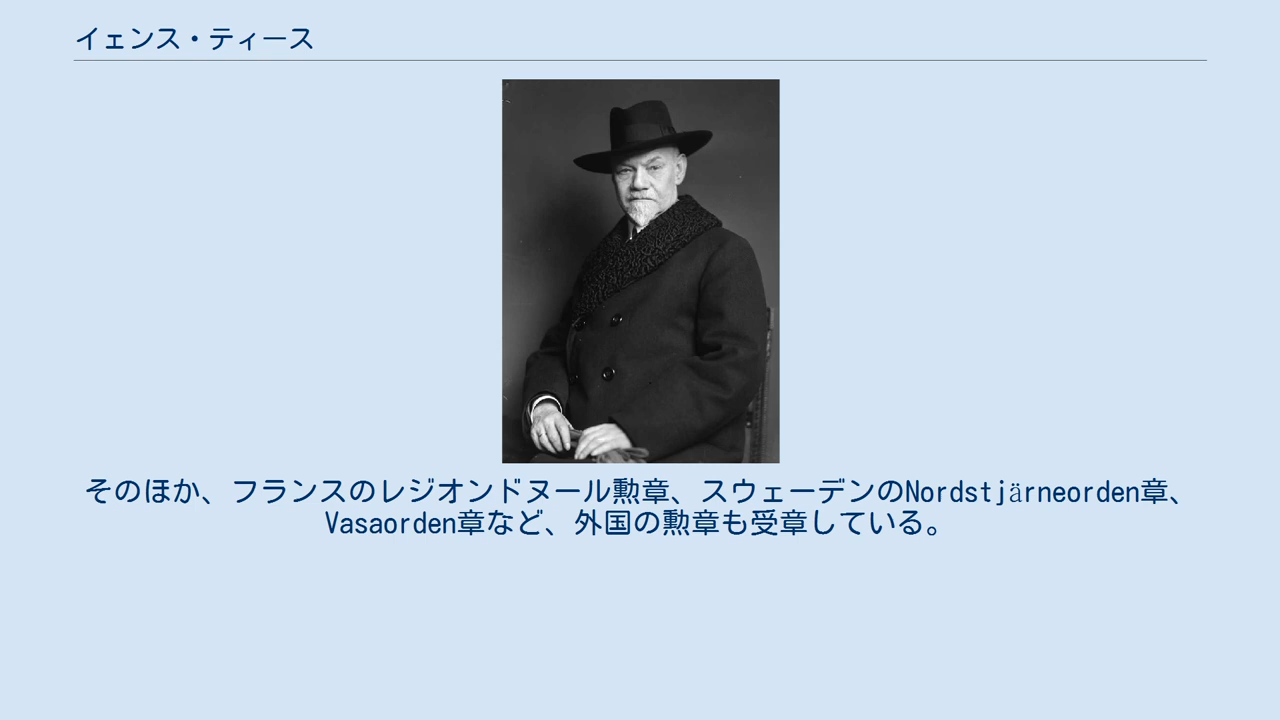 イェンス・ティース
そのほか、フランスのレジオンドヌール勲章、スウェーデンのNordstjärneorden章、
Vasaorden章など、外国の勲章も受章している。